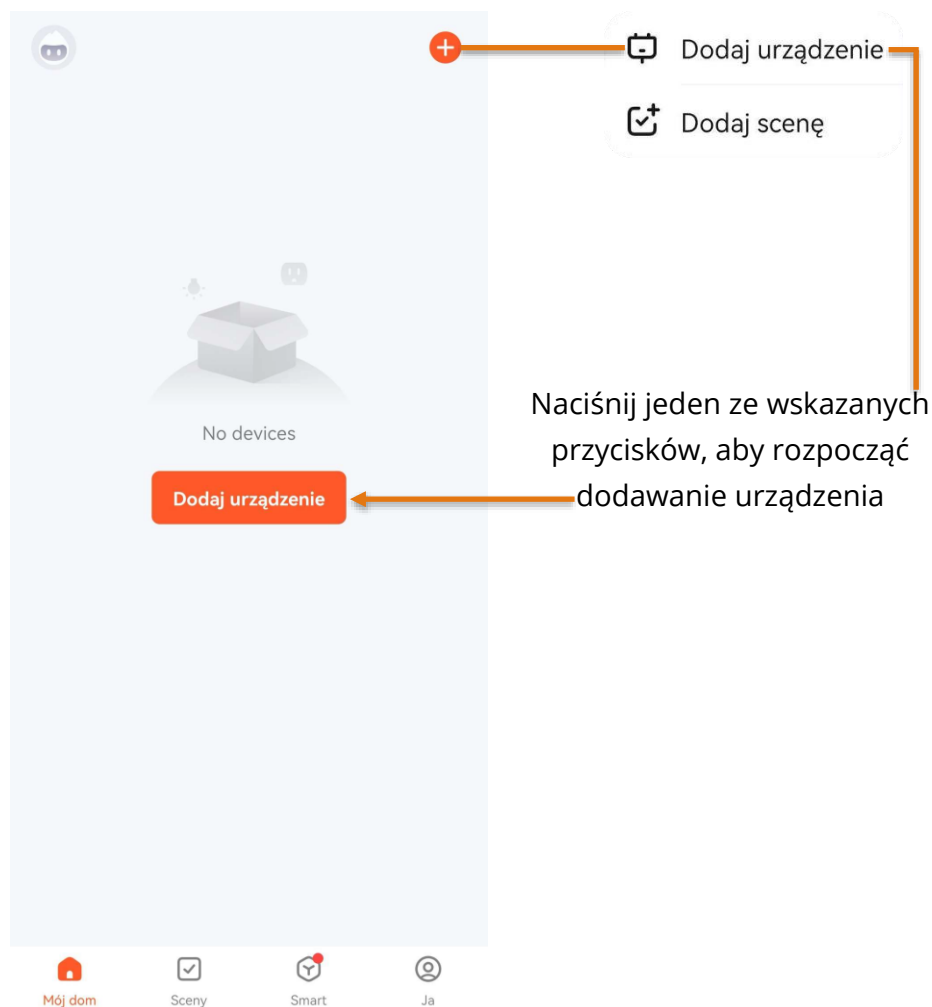 Dodaj urządzenie
Dodaj scenę
No devices
Dodaj urządzenie
Naciśnij jeden ze wskazanych
przycisków, aby rozpocząć
dodawanie urządzenia
Mój dom
Sceny
Smart
Ja